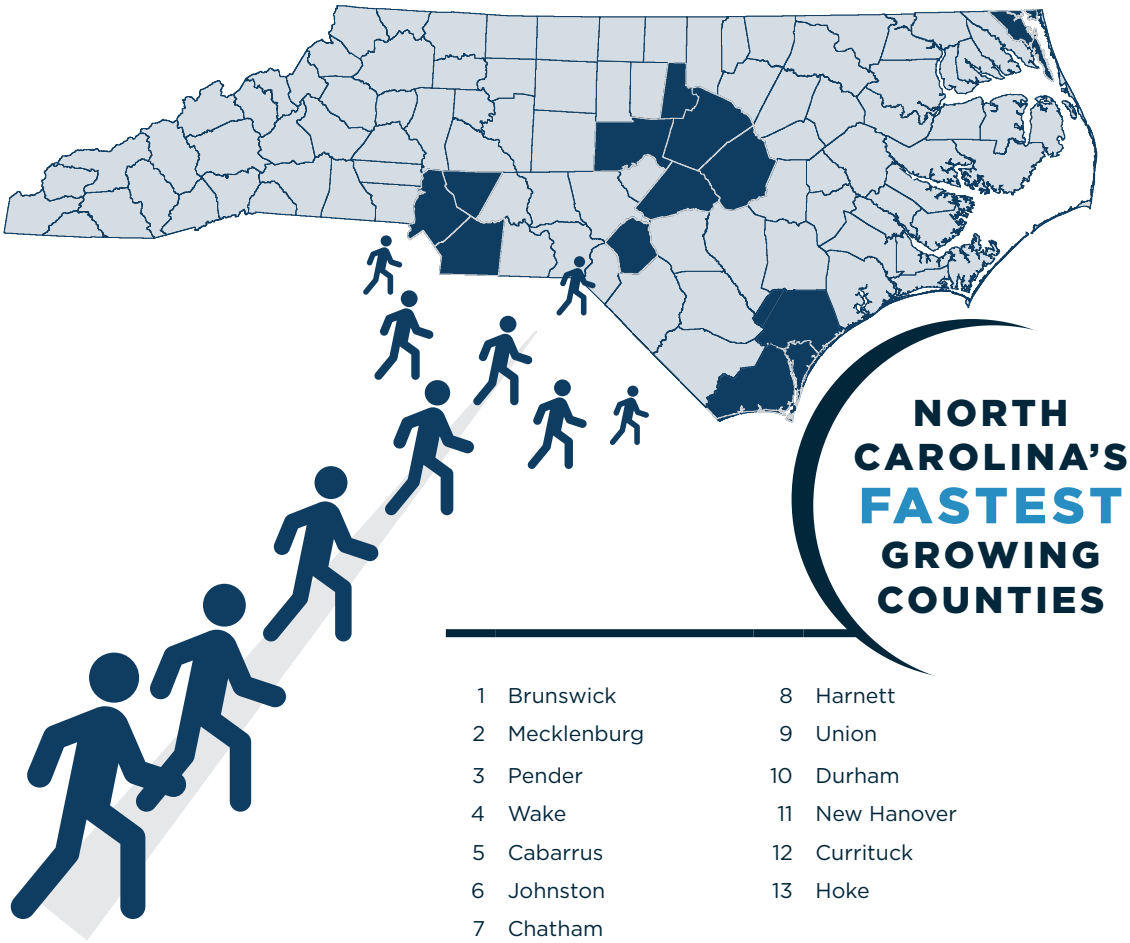 NORTH
CAROLINA’S
FASTEST
GROWING
COUNTIES
1 Brunswick
2 Mecklenburg
3 Pender
4 Wake
5 Cabarrus
6 Johnston
7 Chatham
8 Harnett
9 Union
10 Durham
11 New Hanover
12 Currituck
13 Hoke